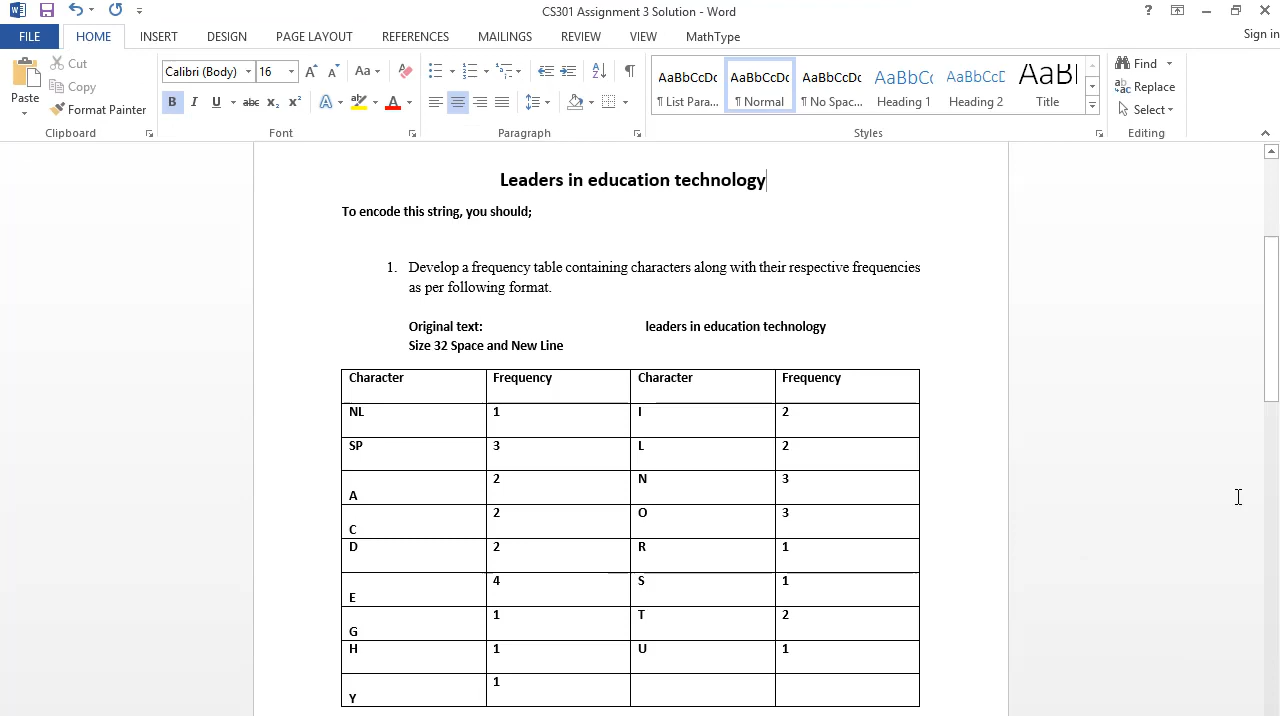 CS301 Assignment 3 Solution - Word
? Sign in
FILE HOME INSERT DESIGN PAGE LAYOUT REFERENCES MAILINGS REVIEW VIEW MathType
Paste
Cut
Copy
Format Painter
Clipboard
Calibri (Body) 16
Font
Paragraph
AaBbCcDc AaBbCcDc AaBbCcDc AaBbCc AaBbCcD AaBl
¶ List Para... ¶ Normal ¶ No Spac... Heading 1 Heading 2 Title
Styles
Find
Replace
Select
Editing
Leaders in education technology
To encode this string, you should;
1. Develop a frequency table containing characters along with their respective frequencies
as per following format.
Original text: leaders in education technology
Size 32 Space and New Line
Character Frequency Character Frequency
NL 1 I 2
SP 3 L 2
A 2 N 3
C 2 O 3
D 2 R 1
E 4 S 1
G 1 T 2
H 1 U 1
Y 1